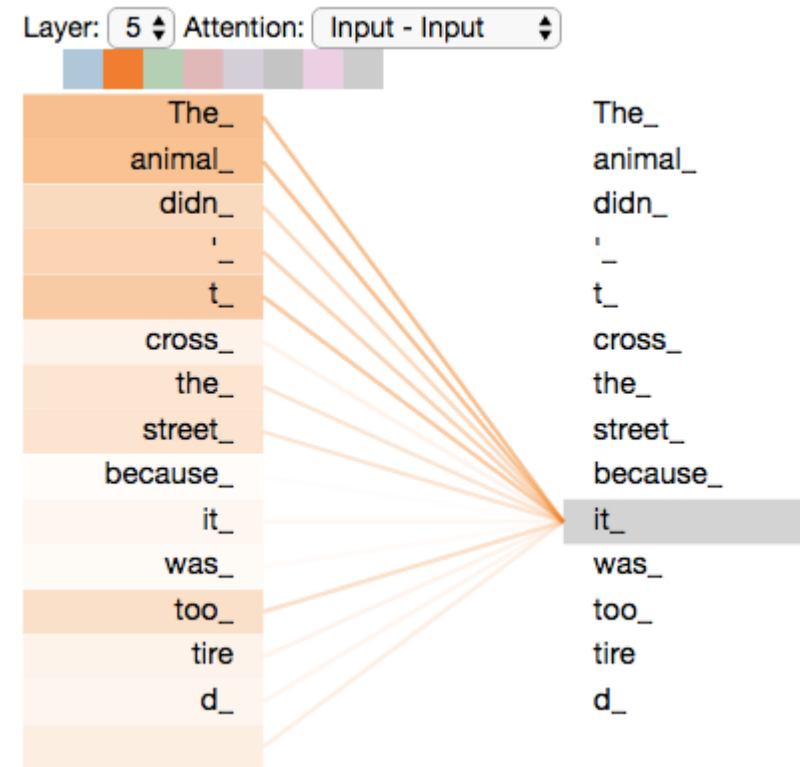 Layer: 5 Attention: Input - Input
The_ The_
animal_ animal_
didn_ didn_
'_ '_
t_ t_
cross_ cross_
the_ the_
street_ street_
because_ because_
it_ it_
was_ was_
too_ too_
tire tire
d_ d_